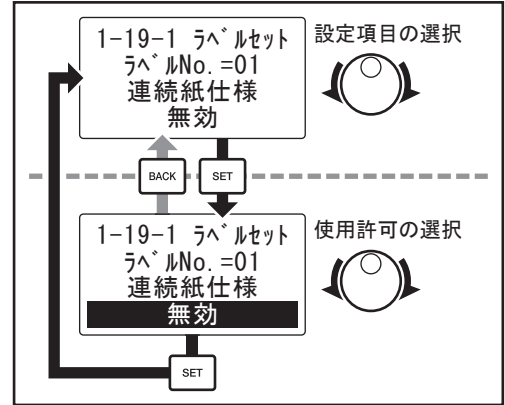 1-19-1 ﾗﾍﾞﾙｾｯﾄ
ﾗﾍﾞﾙNo.=01
連続紙仕様
無効
設定項目の選択
BACK
SET
1-19-1 ﾗﾍﾞﾙｾｯﾄ
ﾗﾍﾞﾙNo.=01
連続紙仕様
無効
使用許可の選択
SET